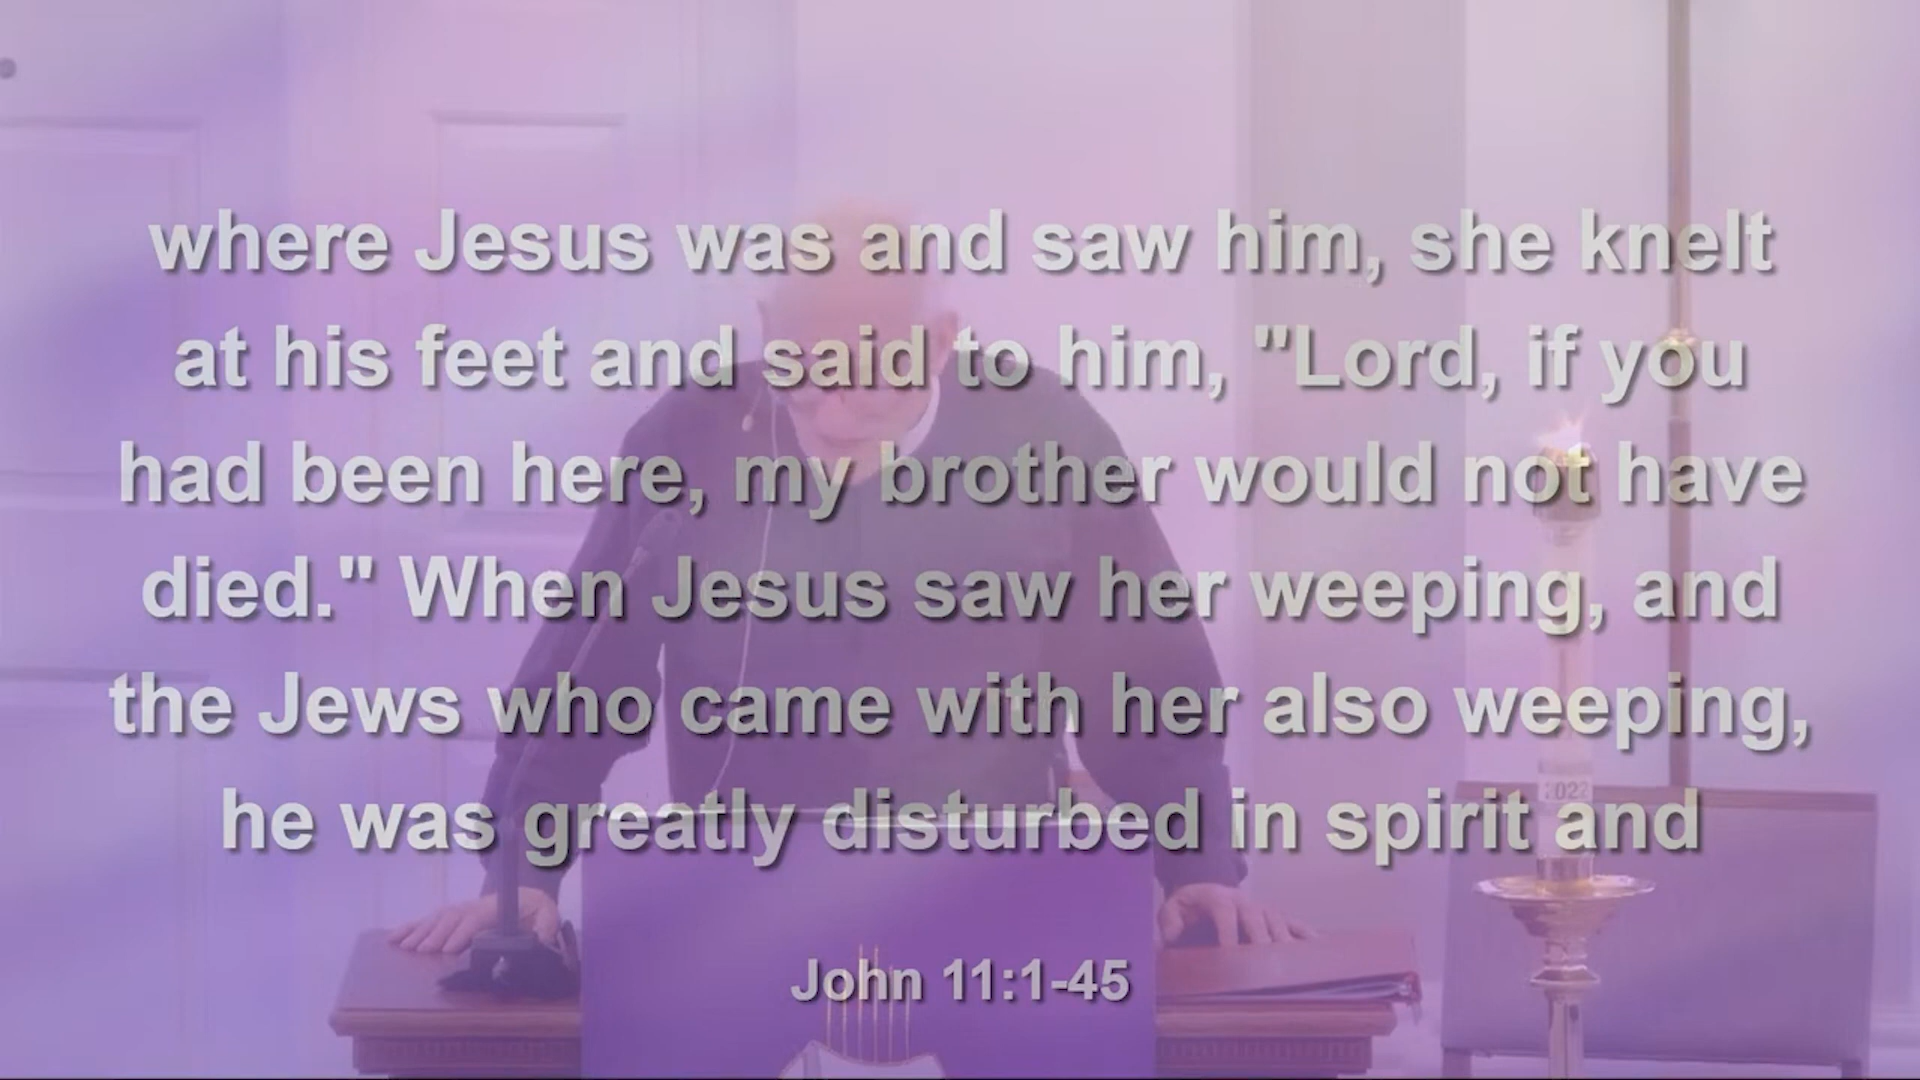 where Jesus was and saw him, she knelt
at his feet and said to him, "Lord, if you
had been here, my brother would not have
died." When Jesus saw her weeping, and
the Jews who came with her also weeping,
he was greatly disturbed in spirit and
2022
John 11:1-45